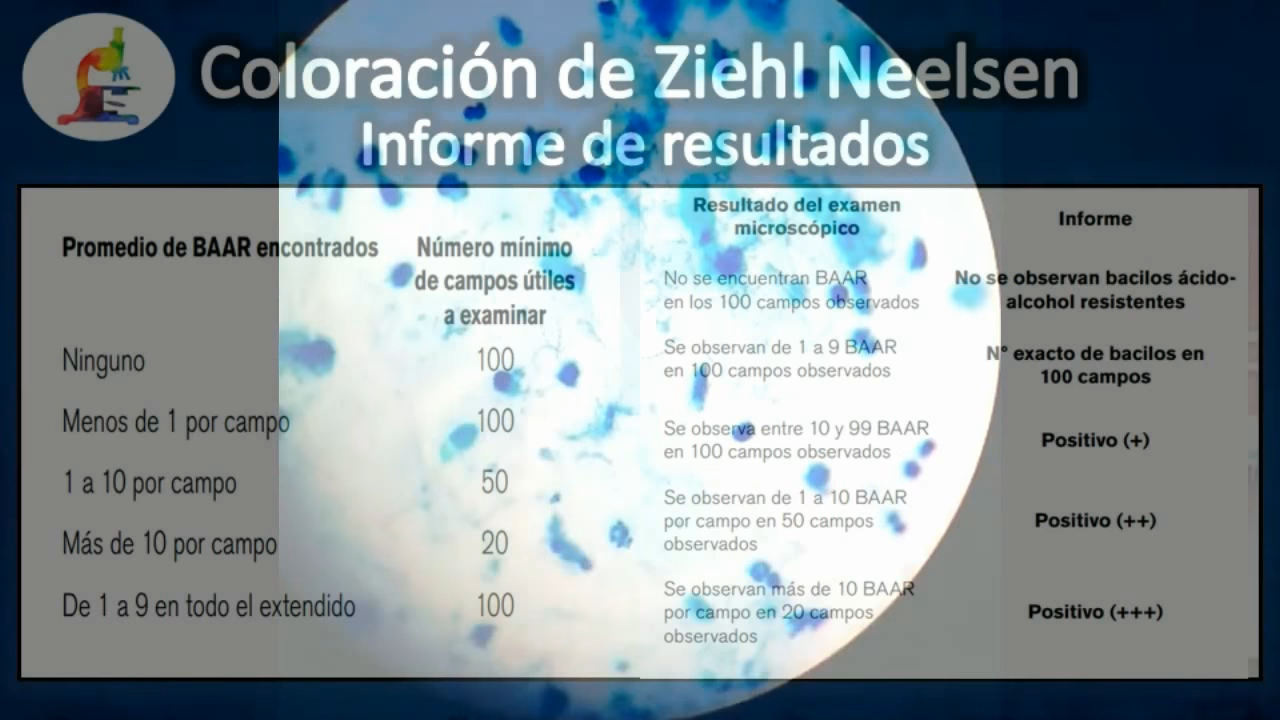 Coloración de Ziehl Neelsen
Informe de resultados
Promedio de BAAR encontrados
Número mínimo
de campos útiles
a examinar
Ninguno
100
Menos de 1 por campo
100
1 a 10 por campo
50
Más de 10 por campo
20
De 1 a 9 en todo el extendido
100
Resultado del examen
microscópico
Informe
No se encuentran BAAR
en los 100 campos observados
No se observan bacilos ácido-
alcohol resistentes
Se observan de 1 a 9 BAAR
en 100 campos observados
N° exacto de bacilos en
100 campos
Se observa entre 10 y 99 BAAR
en 100 campos observados
Positivo (+)
Se observan de 1 a 10 BAAR
por campo en 50 campos
observados
Positivo (++)
Se observan más de 10 BAAR
por campo en 20 campos
observados
Positivo (+++)